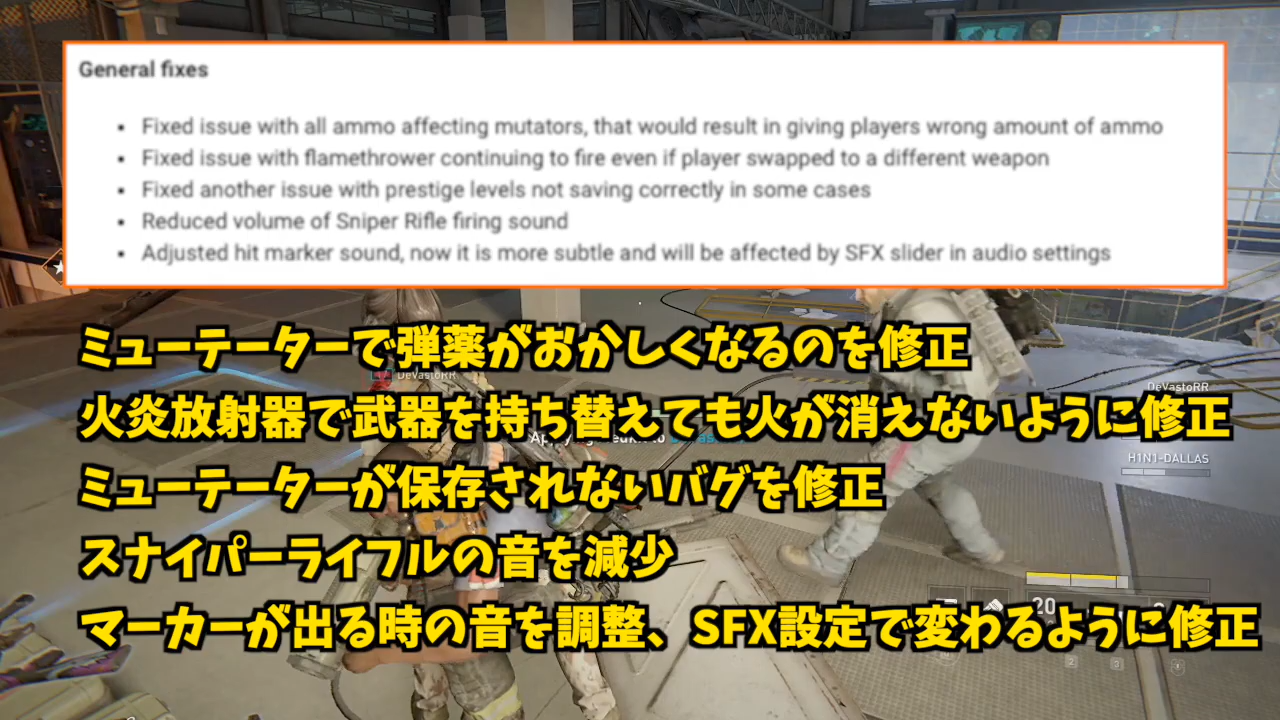 General fixes
Fixed issue with all ammo affecting mutators, that would result in giving players wrong amount of ammo
Fixed issue with flamethrower continuing to fire even if player swapped to a different weapon
Fixed another issue with prestige levels not saving correctly in some cases
Reduced volume of Sniper Rifle firing sound
Adjusted hit marker sound, now it is more subtle and will be affected by SFX slider in audio settings
ミューテーターで弾薬がおかしくなるのを修正
DeVastoRR
DeVastoRR
火炎放射器で武器を持ち替えても火が消えないように修正
H1N1-DALLAS
ミューテーターが保存されないバグを修正
スナイパーライフルの音を減少
20
マーカーが出る時の音を調整、SFX設定で変わるように修正